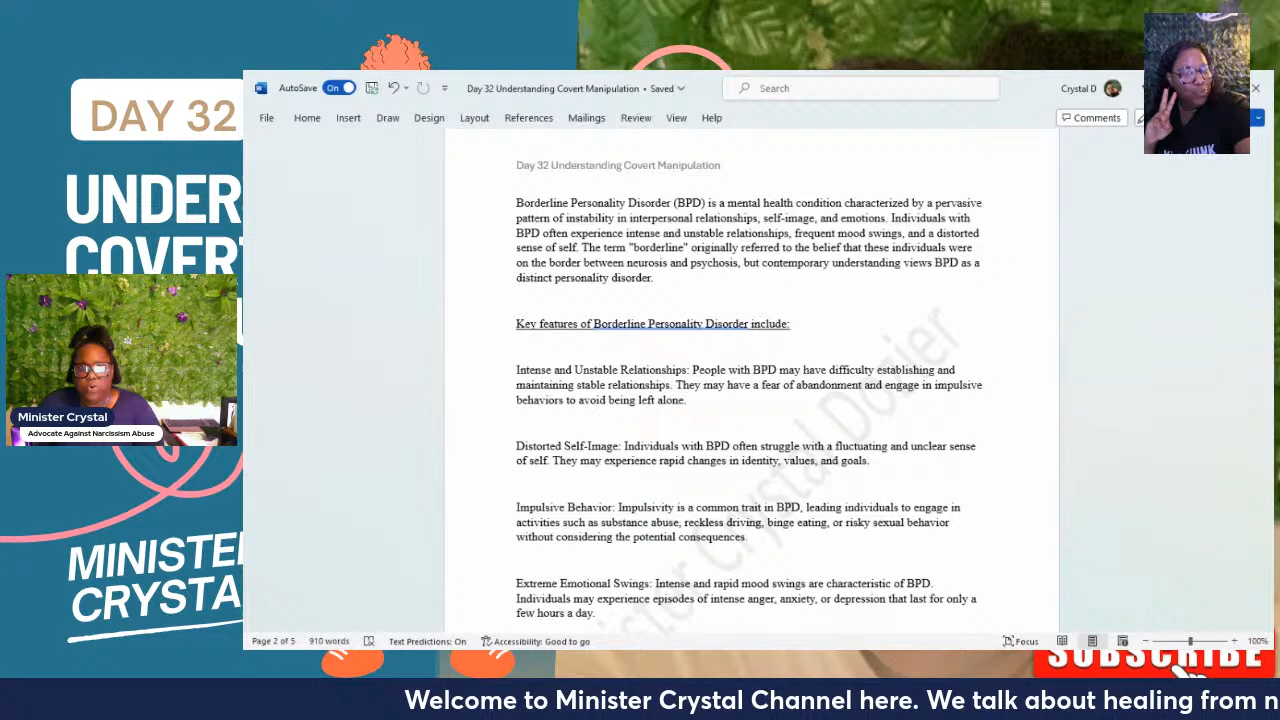 DAY 32
UNDER
COVERT
MINISTER
CRYSTAL
Minister Crystal
Advocate Against Narcissism Abuse
AutoSave On
Day 32 Understanding Covert Manipulation • Saved
Search
Crystal D
File Home Insert Draw Design Layout References Mailings Review View Help
Comments
Day 32 Understanding Covert Manipulation
Borderline Personality Disorder (BPD) is a mental health condition characterized by a pervasive
pattern of instability in interpersonal relationships, self-image, and emotions. Individuals with
BPD often experience intense and unstable relationships, frequent mood swings, and a distorted
sense of self. The term "borderline" originally referred to the belief that these individuals were
on the border between neurosis and psychosis, but contemporary understanding views BPD as a
distinct personality disorder.
Key features of Borderline Personality Disorder include:
Intense and Unstable Relationships: People with BPD may have difficulty establishing and
maintaining stable relationships. They may have a fear of abandonment and engage in impulsive
behaviors to avoid being left alone.
Distorted Self-Image: Individuals with BPD often struggle with a fluctuating and unclear sense
of self. They may experience rapid changes in identity, values, and goals.
Impulsive Behavior: Impulsivity is a common trait in BPD, leading individuals to engage in
activities such as substance abuse, reckless driving, binge eating, or risky sexual behavior
without considering the potential consequences.
Extreme Emotional Swings: Intense and rapid mood swings are characteristic of BPD.
Individuals may experience episodes of intense anger, anxiety, or depression that last for only a
few hours a day.
Page 2 of 5 910 words Text Predictions: On Accessibility: Good to go Focus 100%
SUBSCRIBE
Welcome to Minister Crystal Channel here. We talk about healing from n